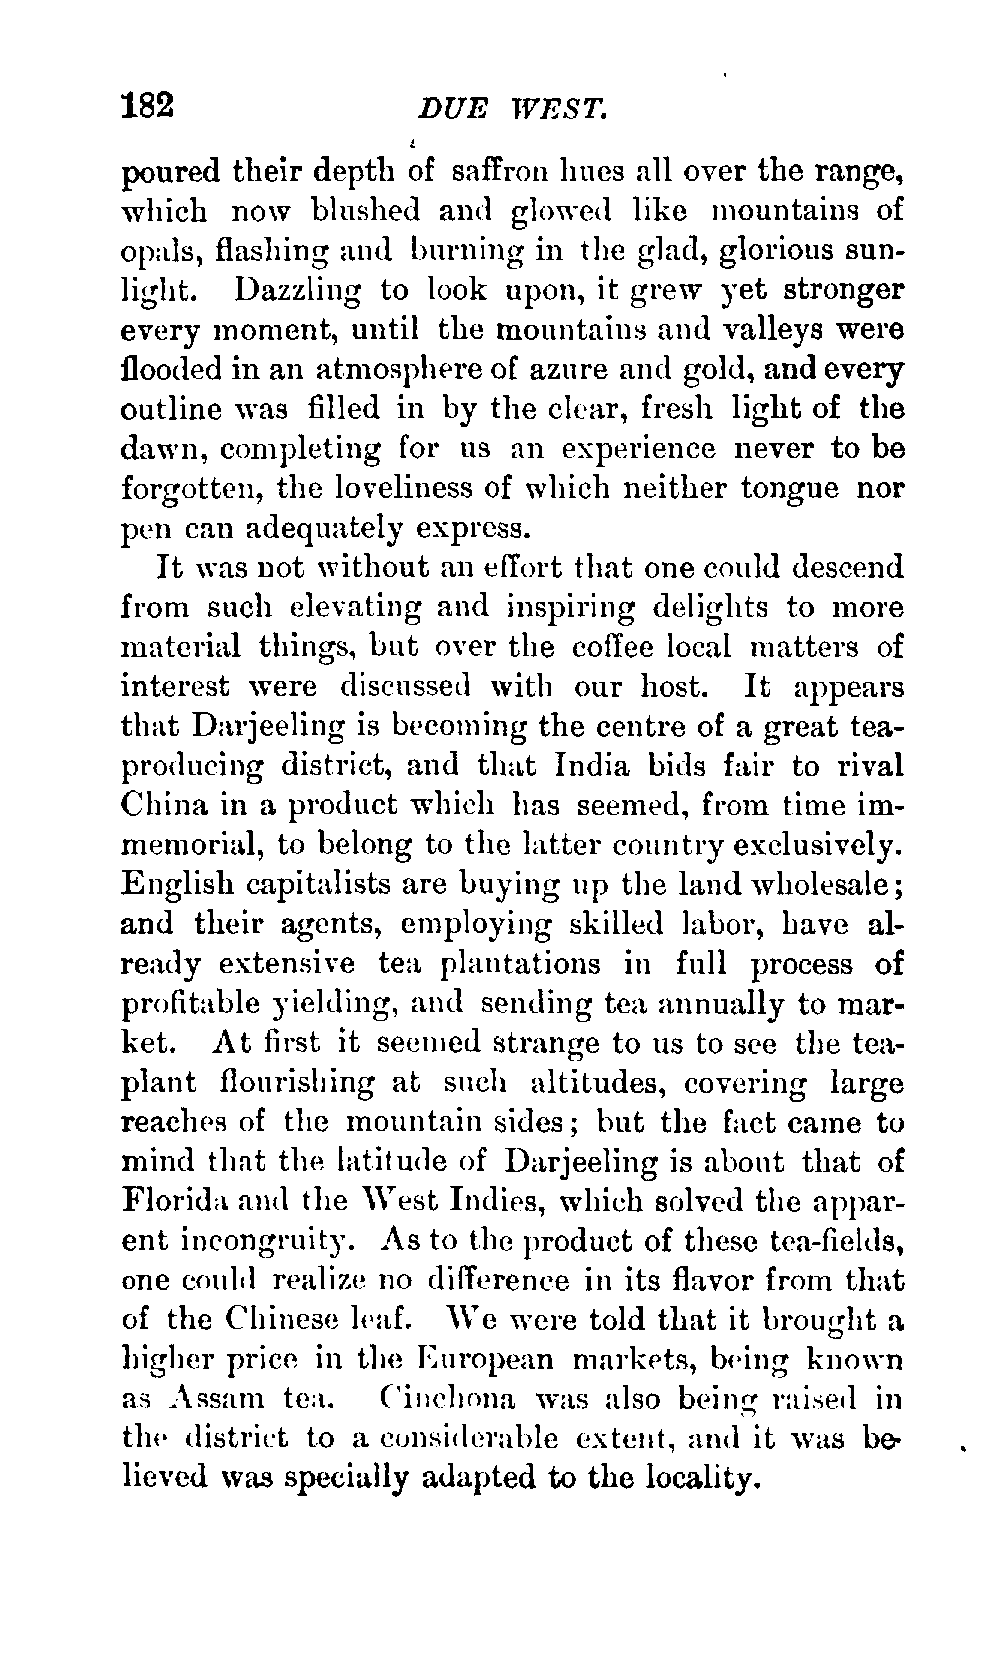 182 DUE WEST.
poured their depth of saffron hues all over the range,
which now blushed and glowed like mountains of
opals, flashing and burning in the glad, glorious sun-
light. Dazzling to look upon, it grew yet stronger
every moment, until the mountains and valleys were
flooded in an atmosphere of azure and gold, and every
outline was filled in by the clear, fresh light of the
dawn, completing for us an experience never to be
forgotten, the loveliness of which neither tongue nor
pen can adequately express.
It was not without an effort that one could descend
from such elevating and inspiring delights to more
material things, but over the coffee local matters of
interest were discussed with our host. It appears
that Darjeeling is becoming the centre of a great tea-
producing district, and that India bids fair to rival
China in a product which has seemed, from time im-
memorial, to belong to the latter country exclusively.
English capitalists are buying up the land wholesale;
and their agents, employing skilled labor, have al-
ready extensive tea plantations in full process of
profitable yielding, and sending tea annually to mar-
ket. At first it seemed strange to us to see the tea-
plant flourishing at such altitudes, covering large
reaches of the mountain sides; but the fact came to
mind that the latitude of Darjeeling is about that of
Florida and the West Indies, which solved the appar-
ent incongruity. As to the product of these tea-fields,
one could realize no difference in its flavor from that
of the Chinese leaf. We were told that it brought a
higher price in the European markets, being known
as Assam tea. Cinchona was also being raised in
the district to a considerable extent, and it was be-
lieved was specially adapted to the locality.